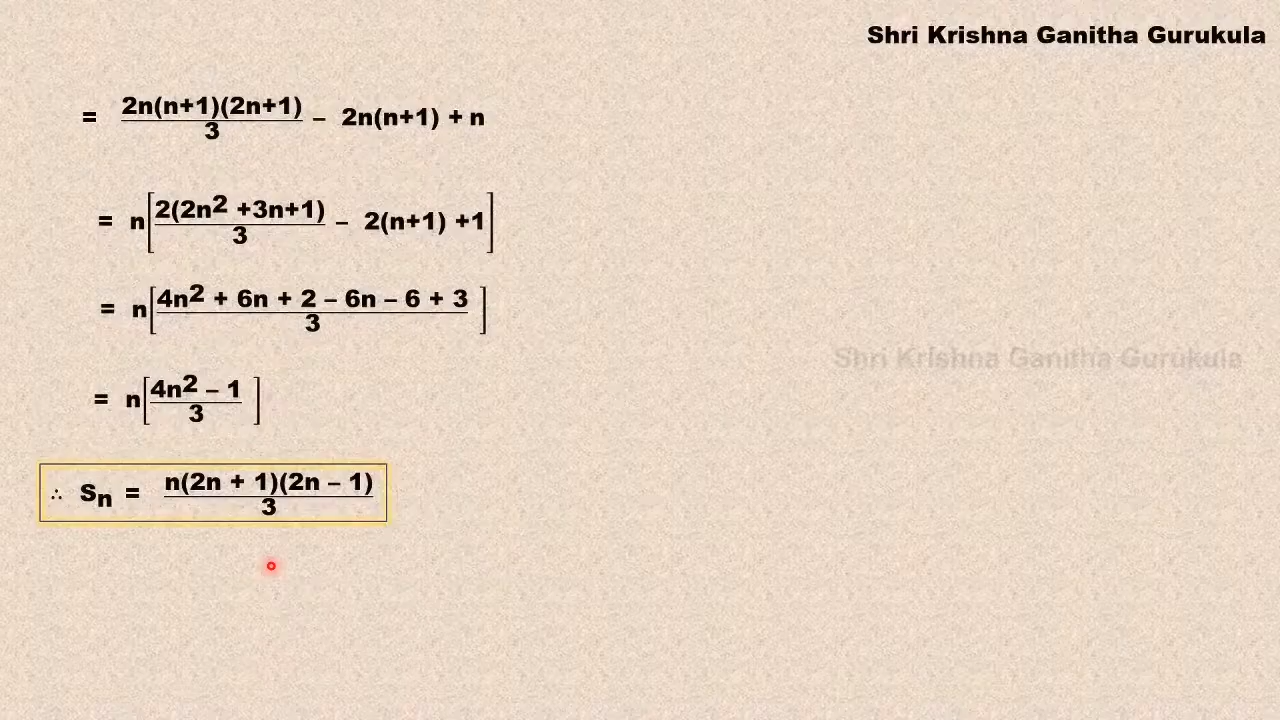 Shri Krishna Ganitha Gurukula
= 2n(n+1)(2n+1)/3 – 2n(n+1) + n
= n[2(2n² +3n+1)/3 – 2(n+1) +1]
= n[4n² + 6n + 2 – 6n – 6 + 3/3]
Shri Krishna Ganitha Gurukula
= n[4n² – 1/3]
∴ Sₙ = n(2n + 1)(2n – 1)/3